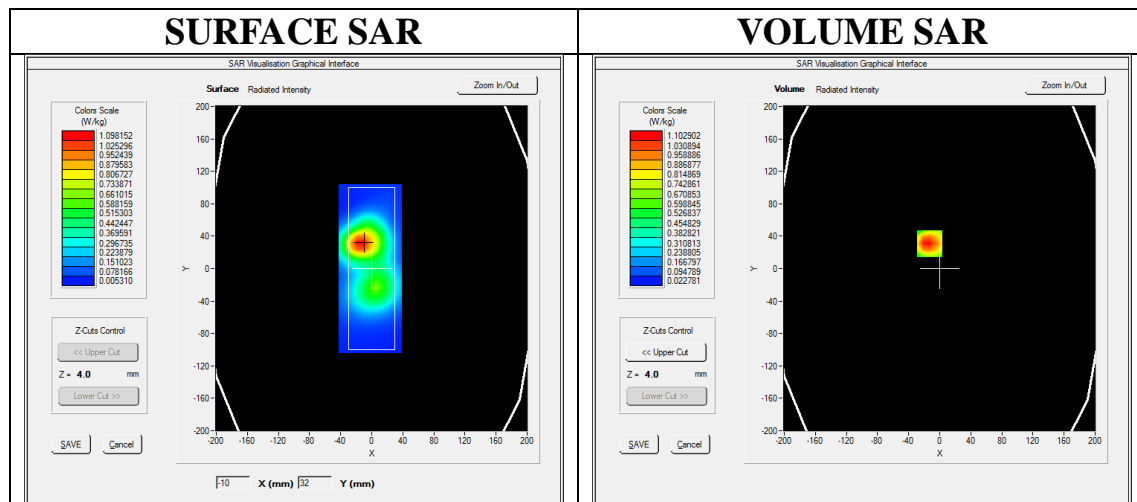 SURFACE SAR
VOLUME SAR
SAR Visualisation Graphical Interface
Surface Radiated Intensity
Zoom In/Out
Colors Scale
(W/kg)
1.098152
1.025296
0.952439
0.879583
0.806727
0.733871
0.661015
0.588159
0.515303
0.442447
0.369591
0.296735
0.223879
0.151023
0.078166
0.005310
200
160
120
80
40
0
-40
-80
-120
-160
-200
Y
-200 -160 -120 -80 -40 0 40 80 120 160 200
X
Z-Cuts Control
<< Upper Cut
Z = 4.0 mm
Lower Cut >>
SAVE Cancel
-10 X (mm) 32 Y (mm)
SAR Visualisation Graphical Interface
Volume Radiated Intensity
Zoom In/Out
Colors Scale
(W/kg)
1.102902
1.030894
0.958886
0.886877
0.814869
0.742861
0.670853
0.598845
0.526837
0.454829
0.382821
0.310813
0.238805
0.166797
0.094789
0.022781
200
160
120
80
40
0
-40
-80
-120
-160
-200
Y
-200 -160 -120 -80 -40 0 40 80 120 160 200
X
Z-Cuts Control
<< Upper Cut
Z = 4.0 mm
Lower Cut >>
SAVE Cancel